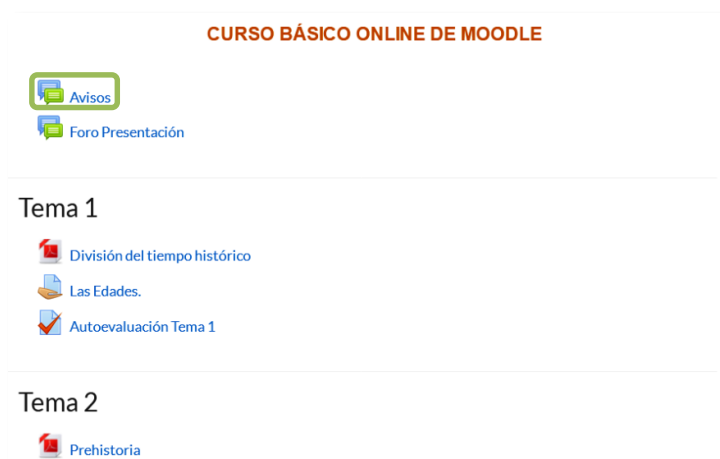 CURSO BÁSICO ONLINE DE MOODLE
Avisos
Foro Presentación
Tema 1
División del tiempo histórico
Las Edades.
Autoevaluación Tema 1
Tema 2
Prehistoria